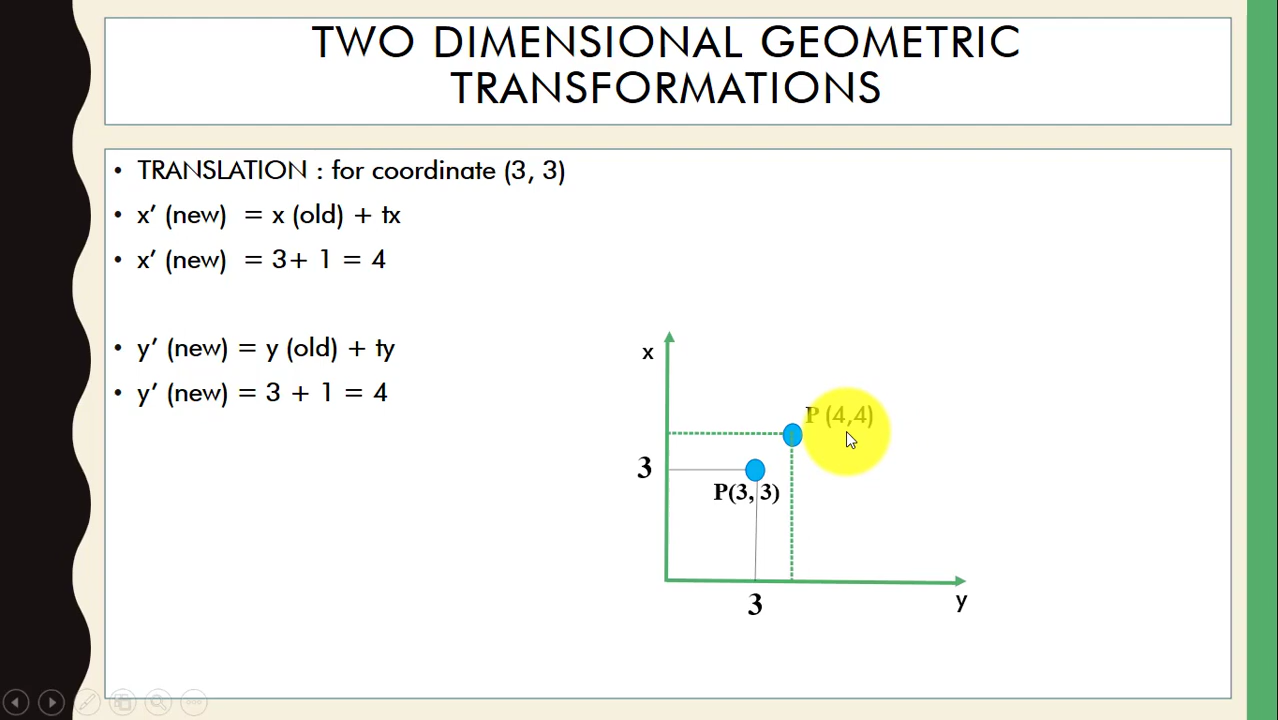 TWO DIMENSIONAL GEOMETRIC
TRANSFORMATIONS
• TRANSLATION : for coordinate (3, 3)
• x’ (new) = x (old) + tx
• x’ (new) = 3+ 1 = 4
• y’ (new) = y (old) + ty
• y’ (new) = 3 + 1 = 4
x
P (4,4)
3
P(3, 3)
3
y